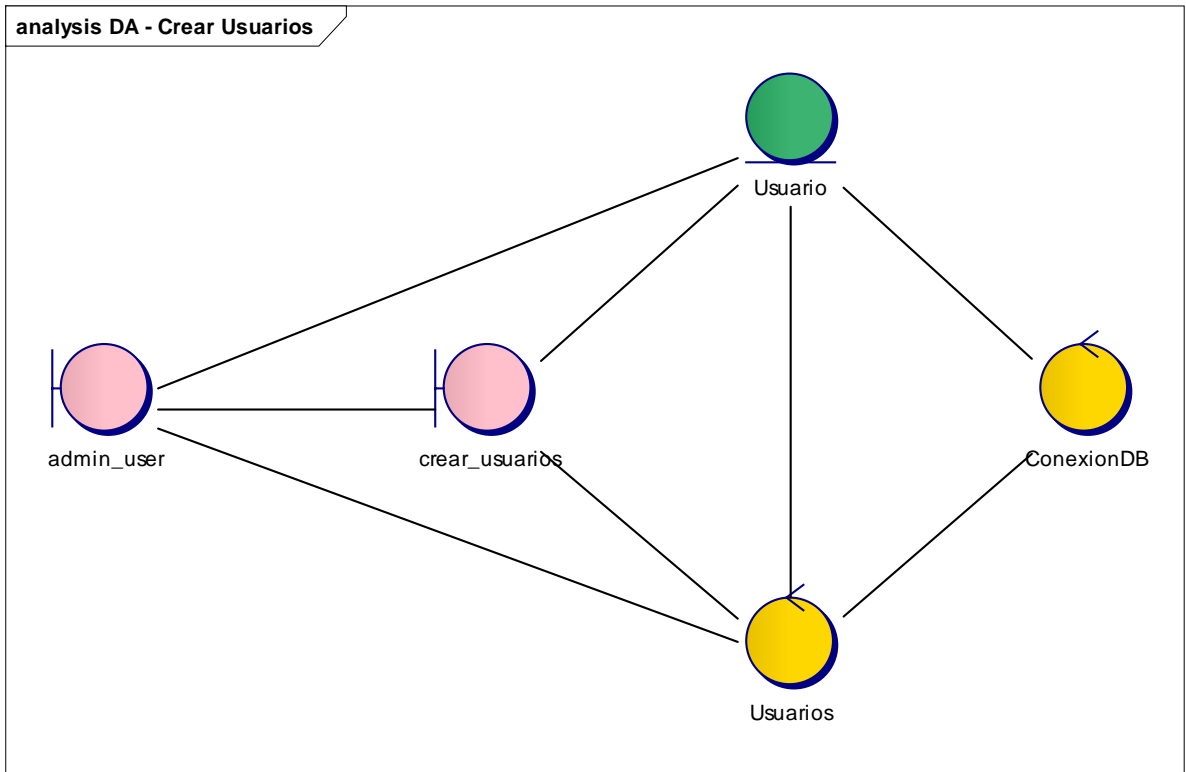 analysis DA - Crear Usuarios
Usuario
admin_user
crear_usuarios
ConexionDB
Usuarios